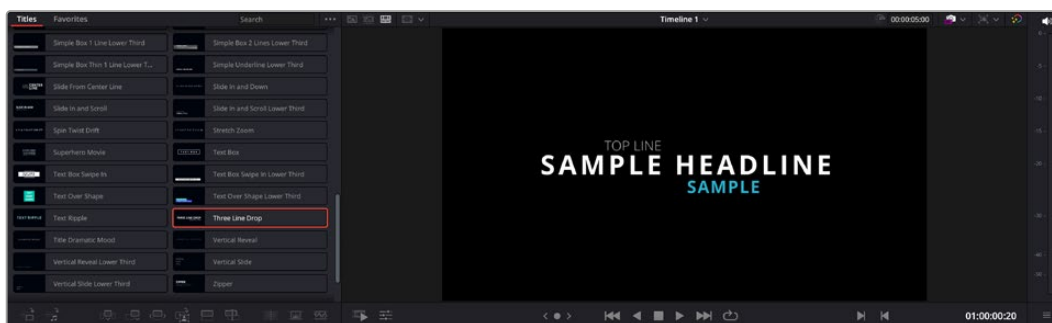 Titles Favorites Search ••• Timeline 1 00:00:05:00
Simple Box 1 Line Lower Third Simple Box 2 Lines Lower Third
Simple Box Thin 1 Line Lower T... Simple Underline Lower Third
Slide From Center Line Slide In and Down
Slide In and Scroll Slide In and Scroll Lower Third
Spin Twist Drift Stretch Zoom
Superhero Movie Text Box
Text Box Swipe In Text Box Swipe In Lower Third
Text Over Shape Text Over Shape Lower Third
Text Ripple Three Line Drop
Title Dramatic Mood Vertical Reveal
Vertical Reveal Lower Third Vertical Slide
Vertical Slide Lower Third Zipper
TOP LINE
SAMPLE HEADLINE
SAMPLE
01:00:00:20